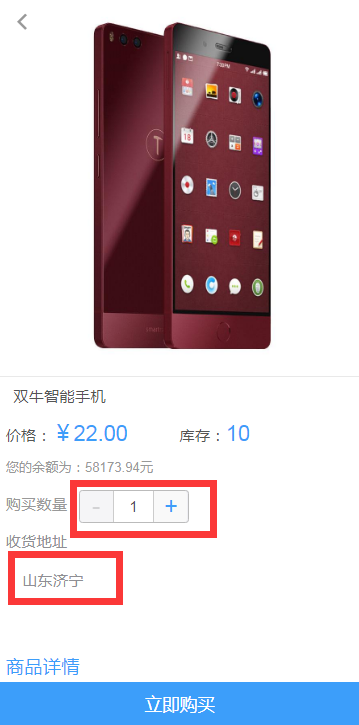 双牛智能手机
价格：￥22.00 库存：10
您的余额为：58173.94元
购买数量 - 1 +
收货地址
山东济宁
商品详情
立即购买